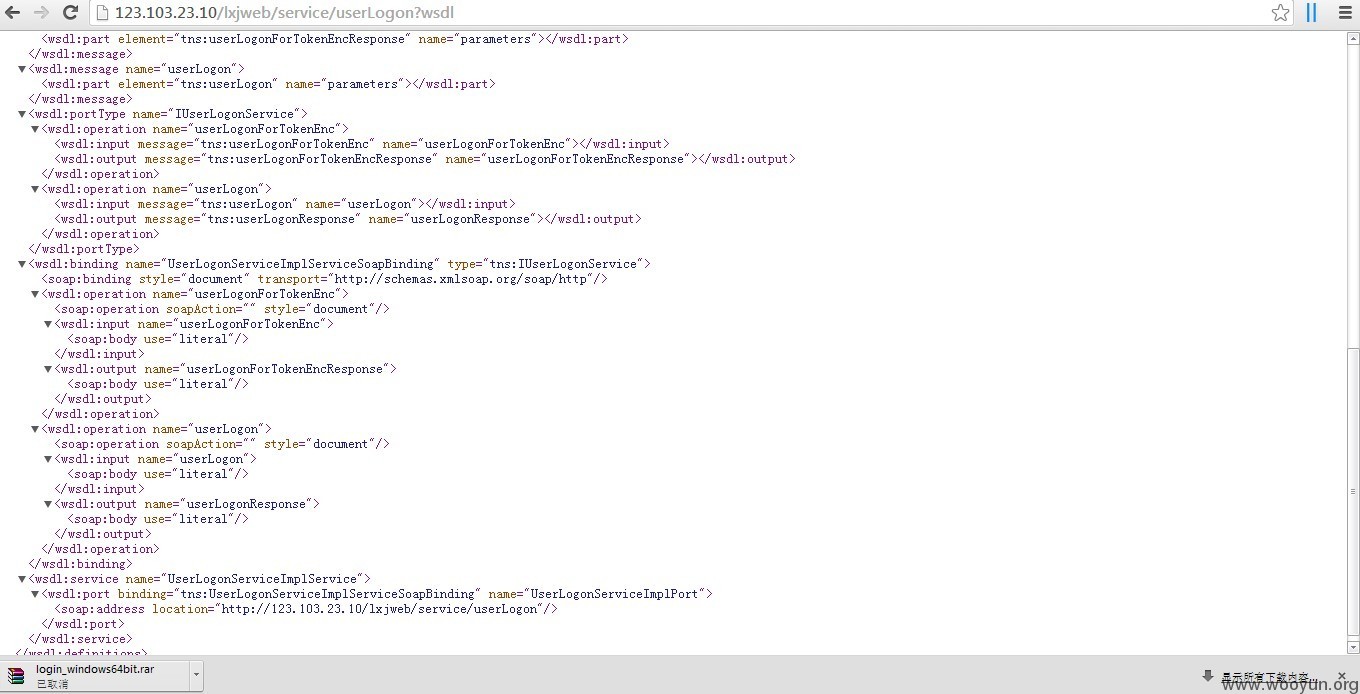 123.103.23.10/lxjweb/service/userLogon?wsdl
<wsdl:part element="tns:userLogonForTokenEncResponse" name="parameters"></wsdl:part>
</wsdl:message>
▼<wsdl:message name="userLogon">
<wsdl:part element="tns:userLogon" name="parameters"></wsdl:part>
</wsdl:message>
▼<wsdl:portType name="IUserLogonService">
▼<wsdl:operation name="userLogonForTokenEnc">
<wsdl:input message="tns:userLogonForTokenEnc" name="userLogonForTokenEnc"></wsdl:input>
<wsdl:output message="tns:userLogonForTokenEncResponse" name="userLogonForTokenEncResponse"></wsdl:output>
</wsdl:operation>
▼<wsdl:operation name="userLogon">
<wsdl:input message="tns:userLogon" name="userLogon"></wsdl:input>
<wsdl:output message="tns:userLogonResponse" name="userLogonResponse"></wsdl:output>
</wsdl:operation>
</wsdl:portType>
▼<wsdl:binding name="UserLogonServiceImplServiceSoapBinding" type="tns:IUserLogonService">
<soap:binding style="document" transport="http://schemas.xmlsoap.org/soap/http"/>
▼<wsdl:operation name="userLogonForTokenEnc">
<soap:operation soapAction="" style="document"/>
▼<wsdl:input name="userLogonForTokenEnc">
<soap:body use="literal"/>
</wsdl:input>
▼<wsdl:output name="userLogonForTokenEncResponse">
<soap:body use="literal"/>
</wsdl:output>
</wsdl:operation>
▼<wsdl:operation name="userLogon">
<soap:operation soapAction="" style="document"/>
▼<wsdl:input name="userLogon">
<soap:body use="literal"/>
</wsdl:input>
▼<wsdl:output name="userLogonResponse">
<soap:body use="literal"/>
</wsdl:output>
</wsdl:operation>
</wsdl:binding>
▼<wsdl:service name="UserLogonServiceImplService">
▼<wsdl:port binding="tns:UserLogonServiceImplServiceSoapBinding" name="UserLogonServiceImplPort">
<soap:address location="http://123.103.23.10/lxjweb/service/userLogon"/>
</wsdl:port>
</wsdl:service>
</wsdl:definitions>
login_windows64bit.rar
已取消
显示所有下载内容...
www.wooyun.org